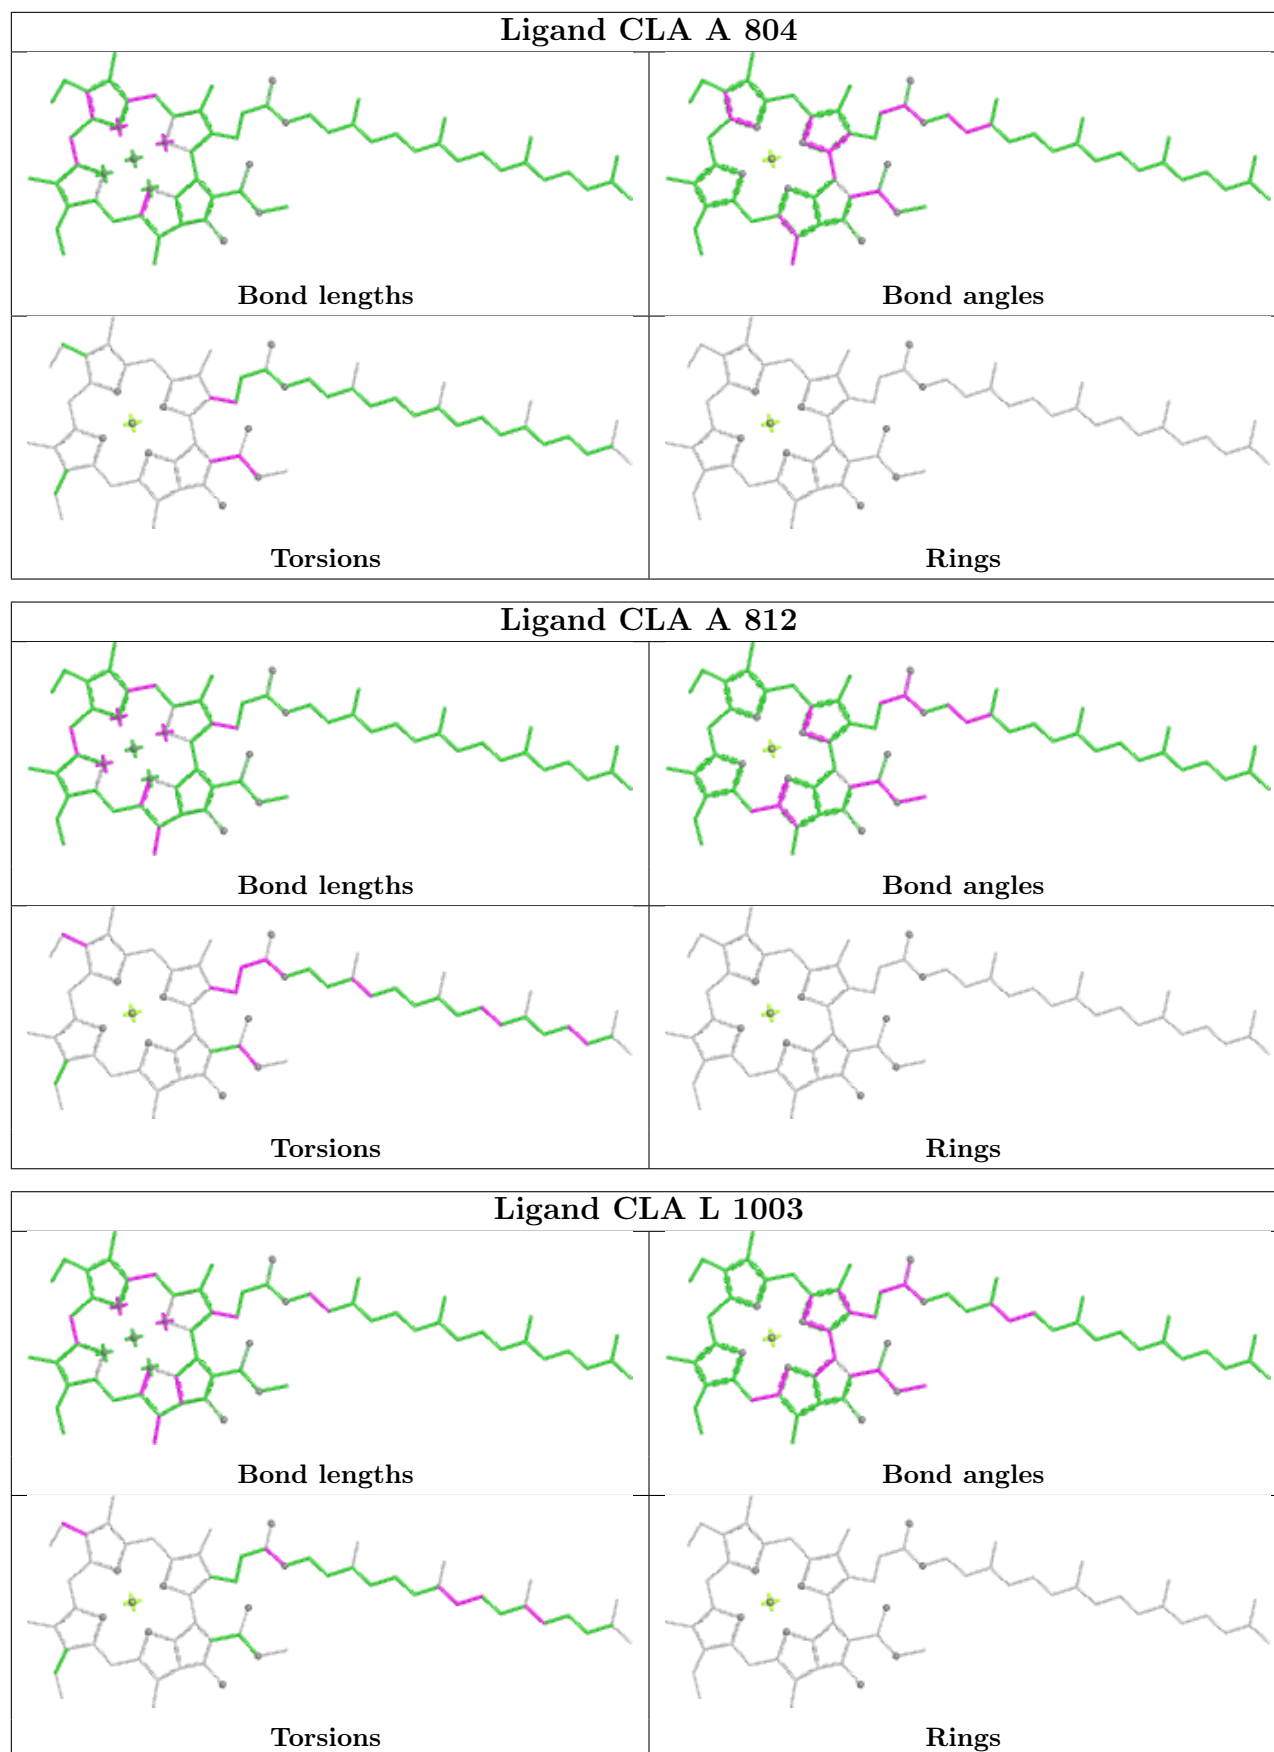 Ligand CLA A 804
Bond lengths
Bond angles
Torsions
Rings
Ligand CLA A 812
Bond lengths
Bond angles
Torsions
Rings
Ligand CLA L 1003
Bond lengths
Bond angles
Torsions
Rings